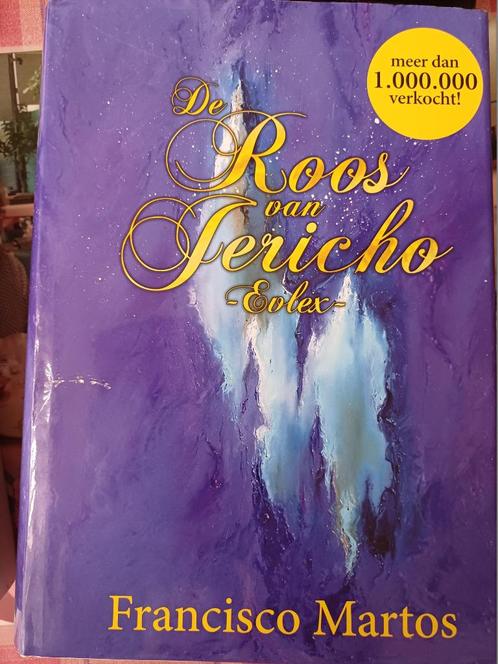 meer dan
1.000.000
verkocht!
De
Roos
van
Jericho
-Evlex-
Francisco Martos